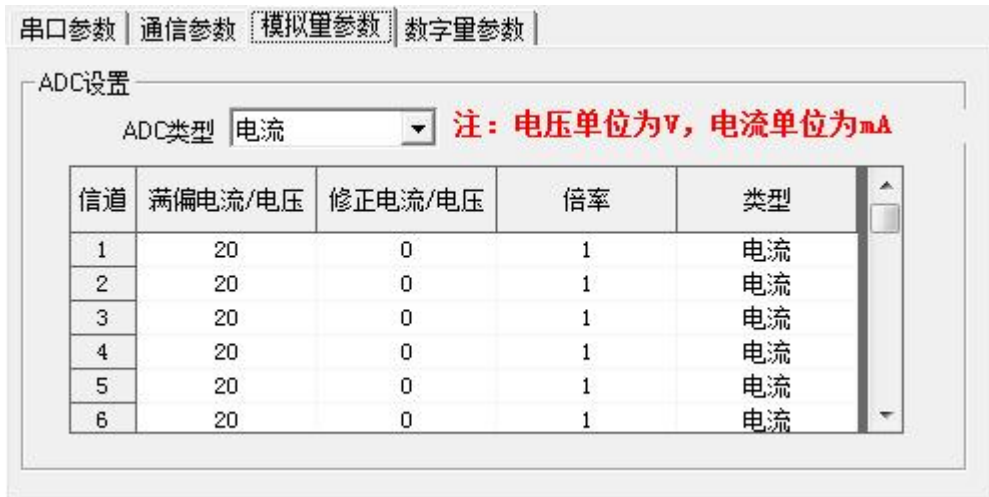 串口参数 通信参数 模拟量参数 数字量参数
ADC设置
ADC类型 电流 注：电压单位为V，电流单位为mA
信道 满偏电流/电压 修正电流/电压 倍率 类型
1 20 0 1 电流
2 20 0 1 电流
3 20 0 1 电流
4 20 0 1 电流
5 20 0 1 电流
6 20 0 1 电流